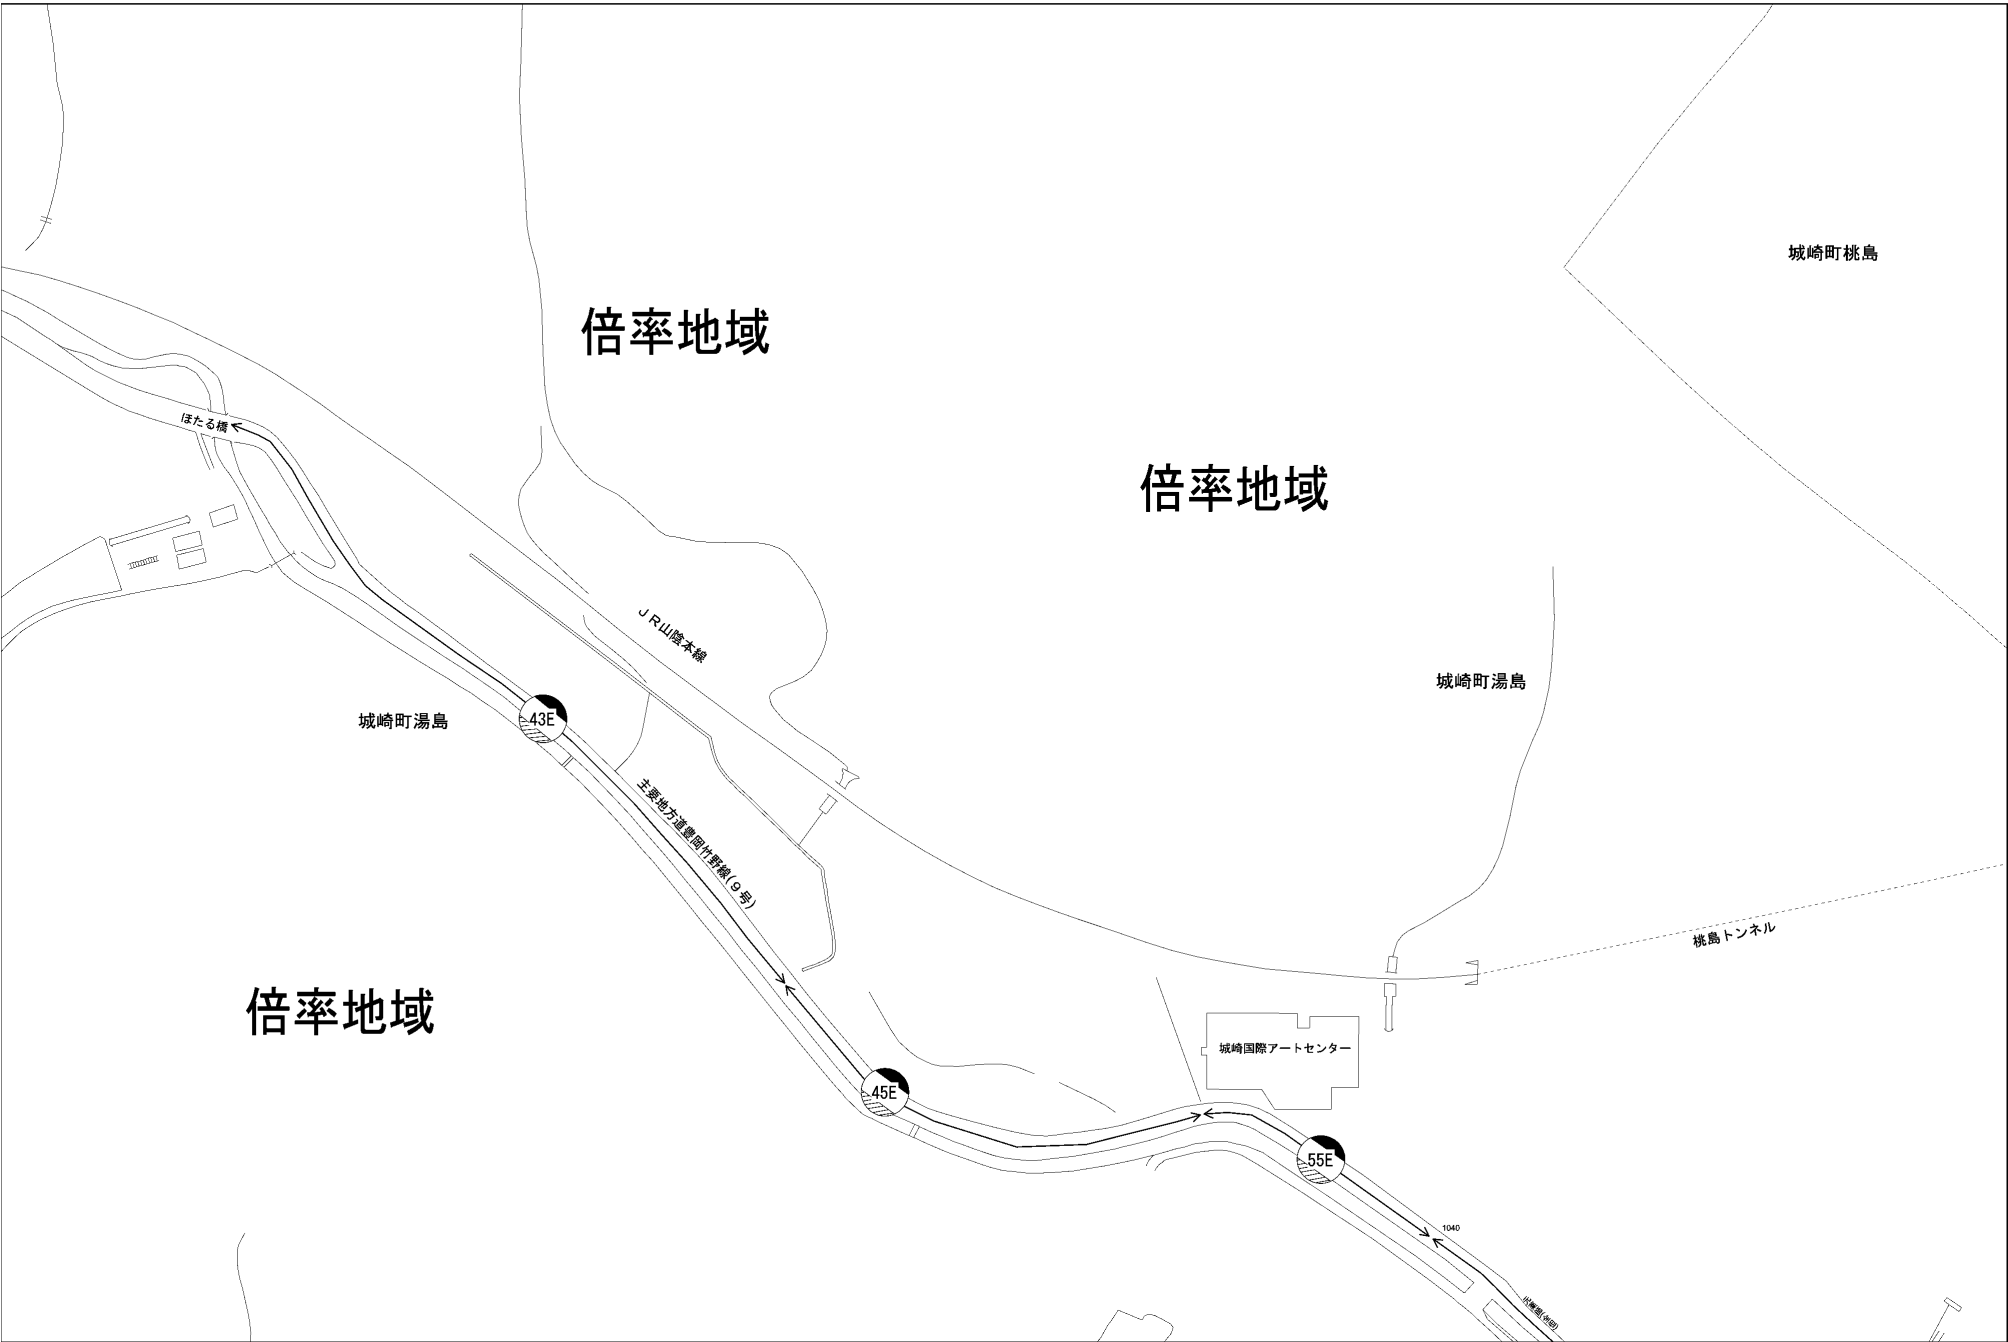 城崎町桃島
倍率地域
ほたる橋
倍率地域
JR山陰本線
城崎町湯島
城崎町湯島
43E
主要地方道豊岡竹野線(9号)
桃島トンネル
倍率地域
城崎国際アートセンター
45E
55E
1040